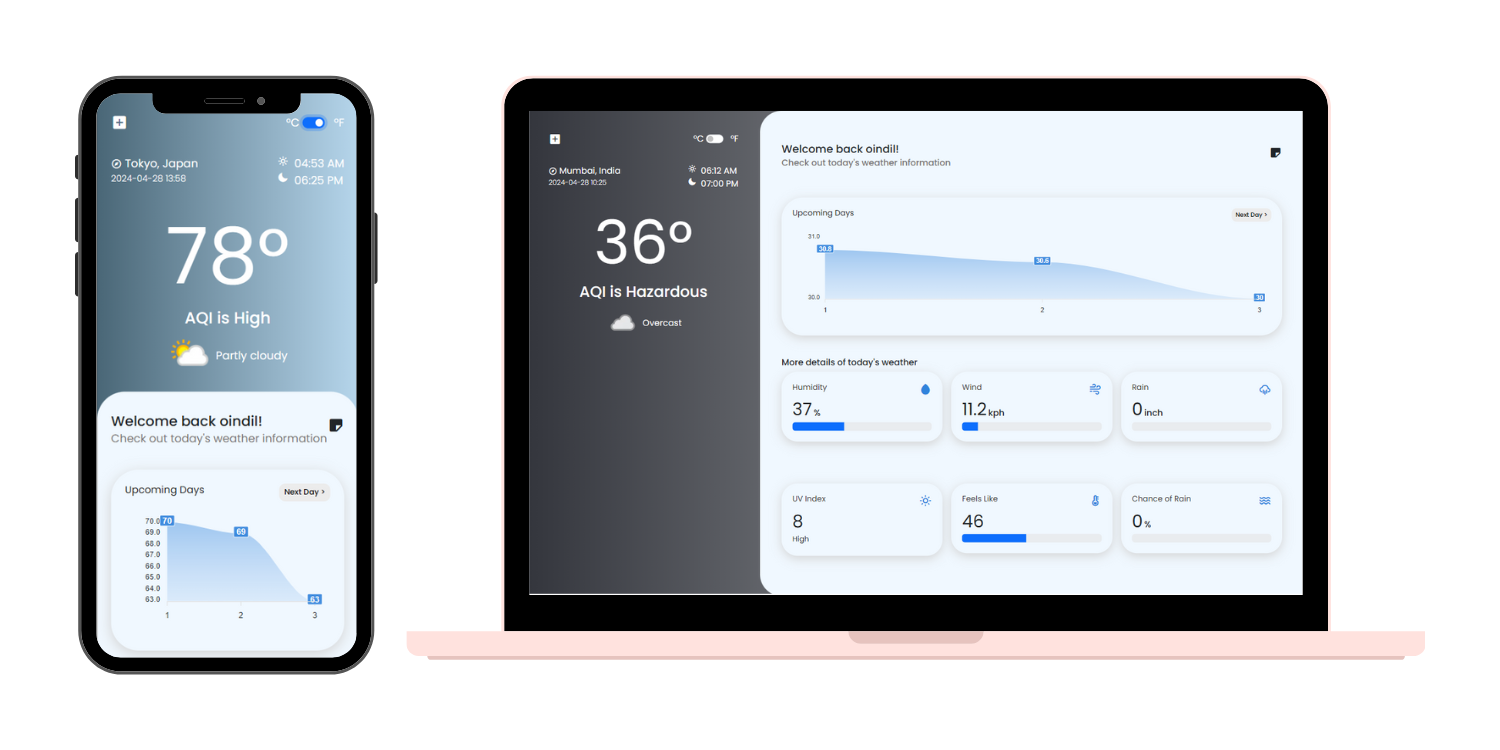 ºC ºF
Tokyo, Japan 04:53 AM
2024-04-28 13:58 06:25 PM
78º
AQI is High
Partly cloudy
Welcome back oindil!
Check out today's weather information
Upcoming Days Next Day >
70.0 70
69.0 69
68.0
67.0
66.0
65.0
64.0
63.0 63
1 2 3
ºC ºF
Mumbai, India 06:12 AM
2024-04-28 10:25 07:00 PM
36º
AQI is Hazardous
Overcast
Welcome back oindil!
Check out today's weather information
Upcoming Days Next Day >
31.0
30.8 30.6
30.0 30
1 2 3
More details of today's weather
Humidity Wind Rain
37 % 11.2 kph 0 inch
UV Index Feels Like Chance of Rain
8 46 0 %
High